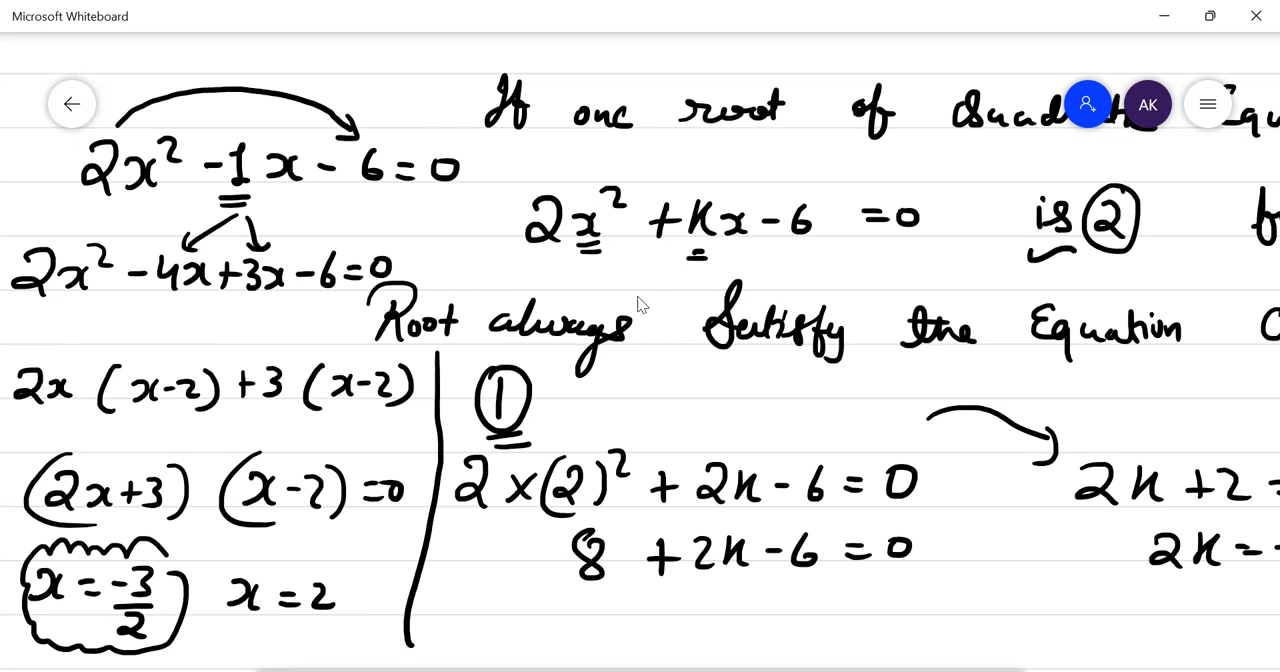 Microsoft Whiteboard
AK
If one root of Quadratic Equ
2x² + Kx - 6 = 0 is 2 f
Root always Satisfy the Equation
①
2 × (2)² + 2K - 6 = 0
8 + 2K - 6 = 0
2K + 2 =
2K = -
2x² - 1x - 6 = 0
2x² - 4x + 3x - 6 = 0
2x (x-2) + 3 (x-2)
(2x+3) (x-2) = 0
x = -3/2 x = 2